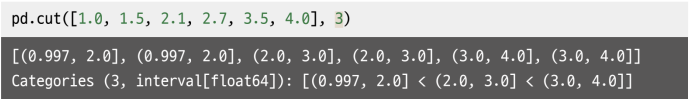 pd.cut([1.0, 1.5, 2.1, 2.7, 3.5, 4.0], 3)
[(0.997, 2.0], (0.997, 2.0], (2.0, 3.0], (2.0, 3.0], (3.0, 4.0], (3.0, 4.0]]
Categories (3, interval[float64]): [(0.997, 2.0] < (2.0, 3.0] < (3.0, 4.0]]